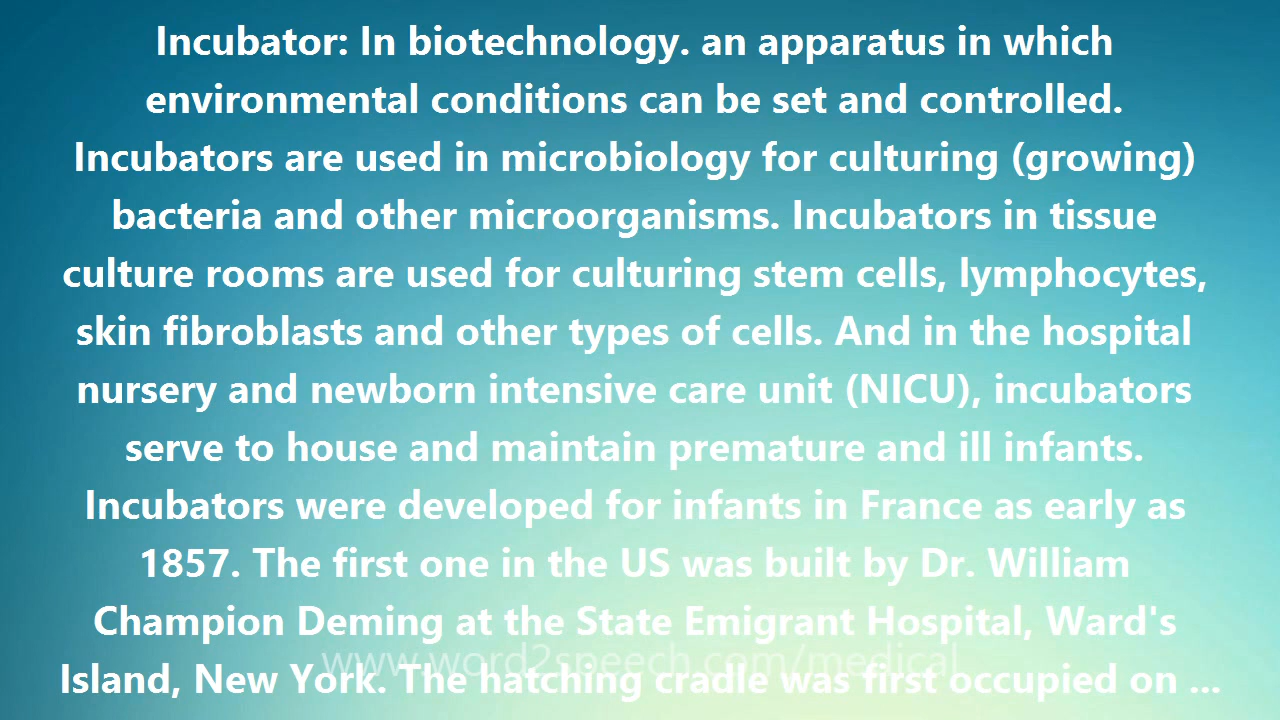 Incubator: In biotechnology. an apparatus in which
environmental conditions can be set and controlled.
Incubators are used in microbiology for culturing (growing)
bacteria and other microorganisms. Incubators in tissue
culture rooms are used for culturing stem cells, lymphocytes,
skin fibroblasts and other types of cells. And in the hospital
nursery and newborn intensive care unit (NICU), incubators
serve to house and maintain premature and ill infants.
Incubators were developed for infants in France as early as
1857. The first one in the US was built by Dr. William
Champion Deming at the State Emigrant Hospital, Ward's
www.word2speech.com/medical
Island, New York. The hatching cradle was first occupied on ...